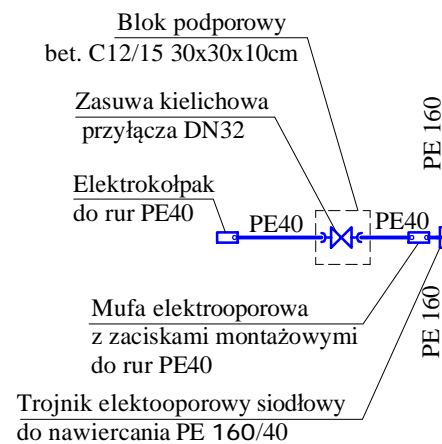 Blok podporowy
bet. C12/15 30x30x10cm
Zasuwa kielichowa
przyłącza DN32
PE 160
Elektrokołpak
do rur PE40
PE40
PE40
Mufa elektrooporowa
z zaciskami montażowymi
do rur PE40
PE 160
Trojnik elektooporowy siodłowy
do nawiercania PE 160/40